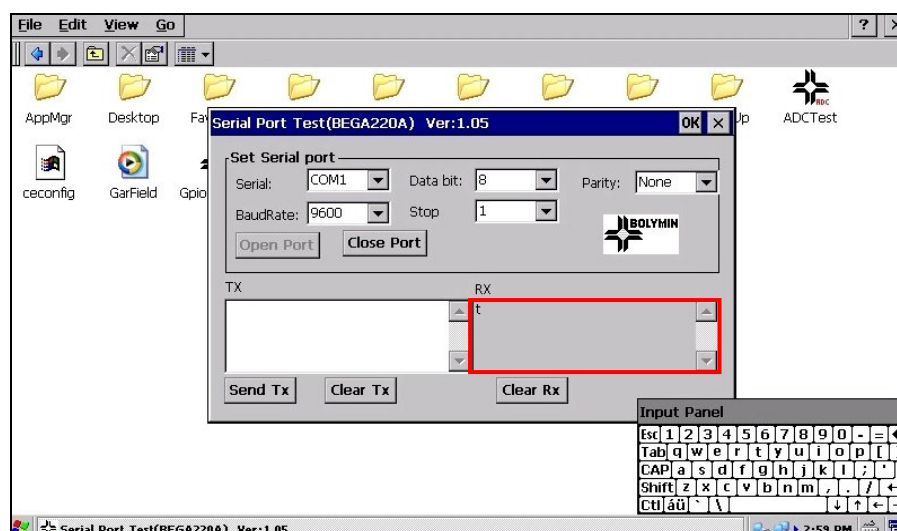 File Edit View Go ? ×
AppMgr Desktop Fav Up ADCTest
ADC
ceconfig GarField Gpio
Serial Port Test(BEGA220A) Ver:1.05 OK ×
Set Serial port
Serial: COM1 Data bit: 8 Parity: None
BaudRate: 9600 Stop 1
BOLYMIN
Open Port Close Port
TX RX
t
Send Tx Clear Tx Clear Rx
Input Panel
Esc 1 2 3 4 5 6 7 8 9 0 - =
Tab q w e r t y u i o p [
CAP a s d f g h j k l ; '
Shift z x c v b n m , . / ←
Ctl áü ` \ ↓ ↑ ← →
Serial Port Test(BEGA220A) Ver:1.05 2:59 PM